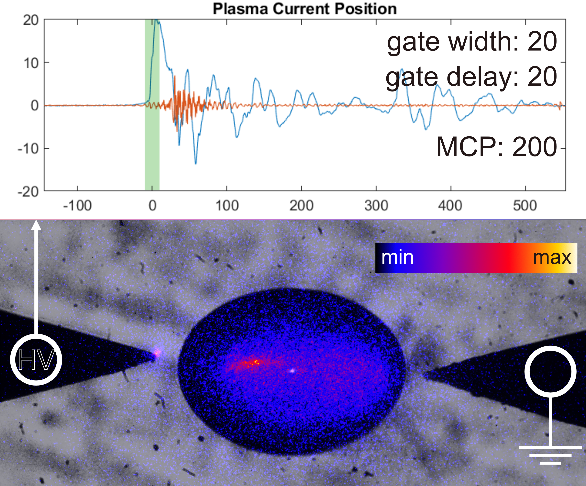 Plasma Current Position
20
gate width: 20
10
gate delay: 20
0
-10
MCP: 200
-20
-100
0
100
200
300
400
500
min
max
HV